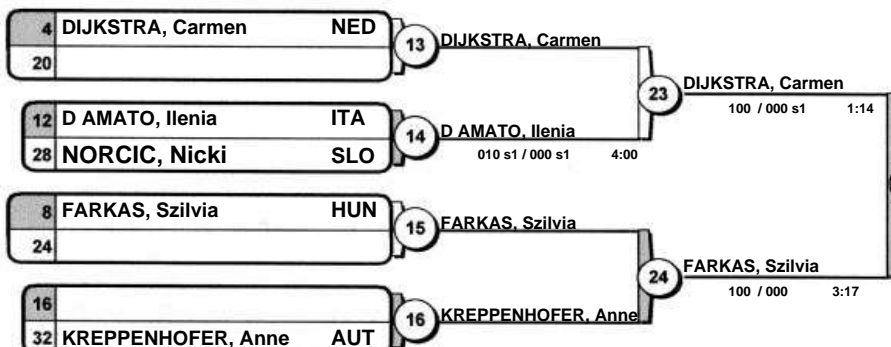 4 DIJKSTRA, Carmen NED
20
13 DIJKSTRA, Carmen
12 D AMATO, Ilenia ITA
28 NORCIC, Nicki SLO
14 D AMATO, Ilenia
010 s1 / 000 s1 4:00
23 DIJKSTRA, Carmen
100 / 000 s1 1:14
8 FARKAS, Szilvia HUN
24
15 FARKAS, Szilvia
16
32 KREPPENHOFER, Anne AUT
16 KREPPENHOFER, Anne
24 FARKAS, Szilvia
100 / 000 3:17